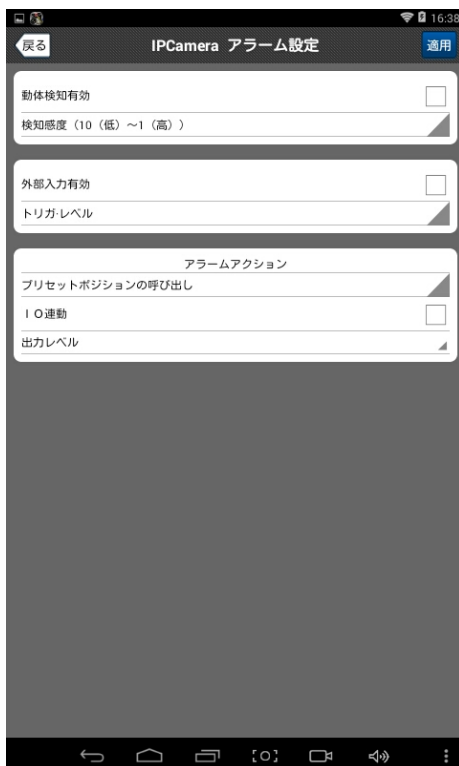 16:38
戻る IPCamera アラーム設定 適用
動体検知有効
検知感度（10（低）～1（高））
外部入力有効
トリガ·レベル
アラームアクション
プリセットポジションの呼び出し
ＩＯ連動
出力レベル